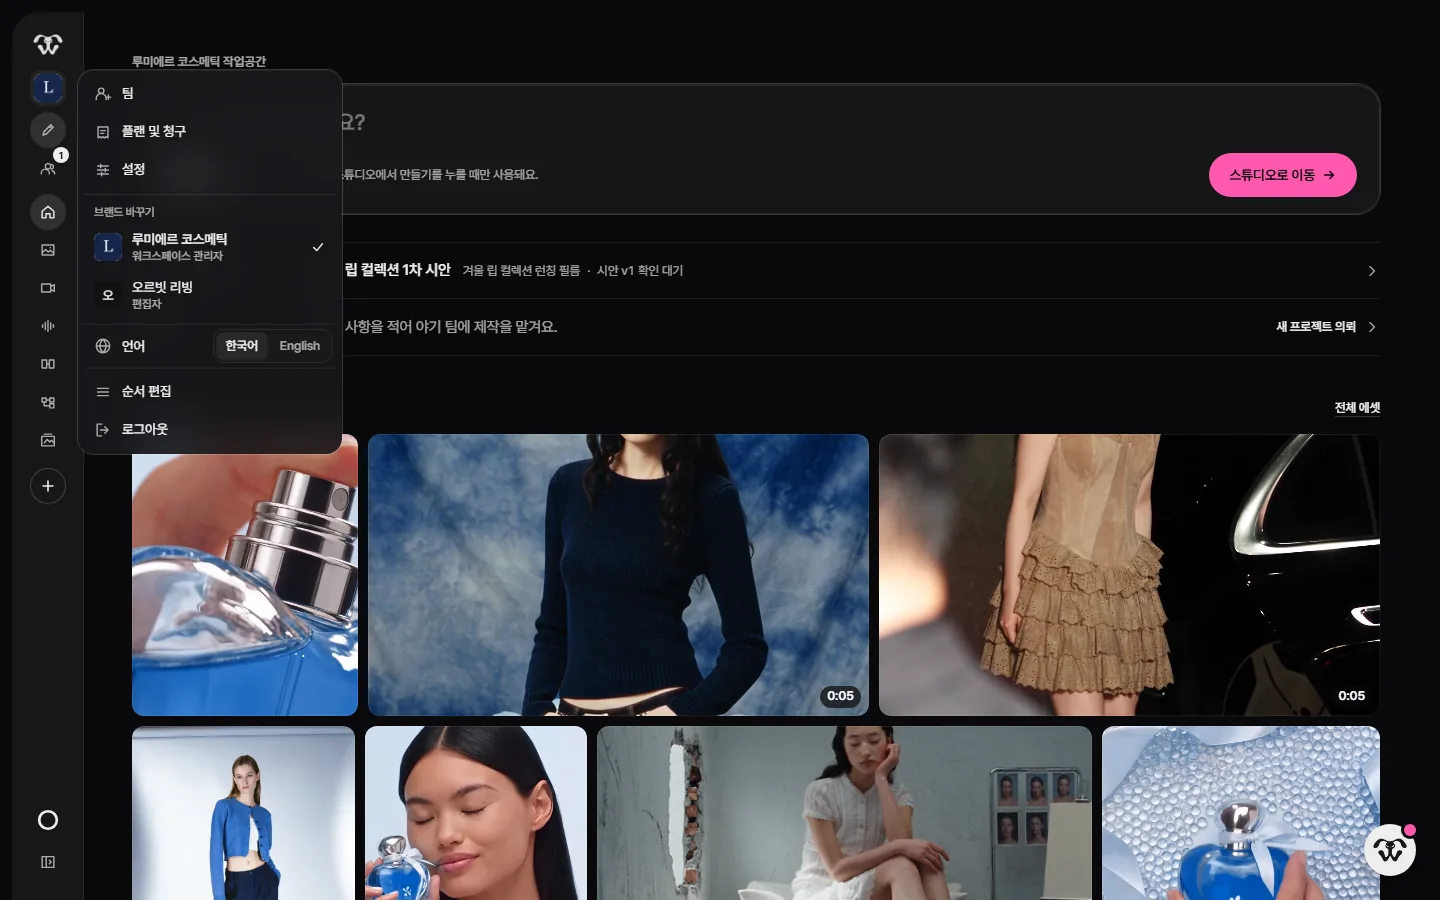 루미에르 코스메틱 작업공간
L
팀
플랜 및 청구
설정
1
브랜드 바꾸기
L
루미에르 코스메틱
워크스페이스 관리자
오
오르빗 리빙
편집자
언어
한국어
English
순서 편집
로그아웃
요?
스튜디오에서 만들기를 누를 때만 사용돼요.
스튜디오로 이동 →
립 컬렉션 1차 시안
겨울 립 컬렉션 런칭 필름 · 시안 v1 확인 대기
사항을 적어 야기 팀에 제작을 맡겨요.
새 프로젝트 의뢰
전체 에셋
0:05
0:05